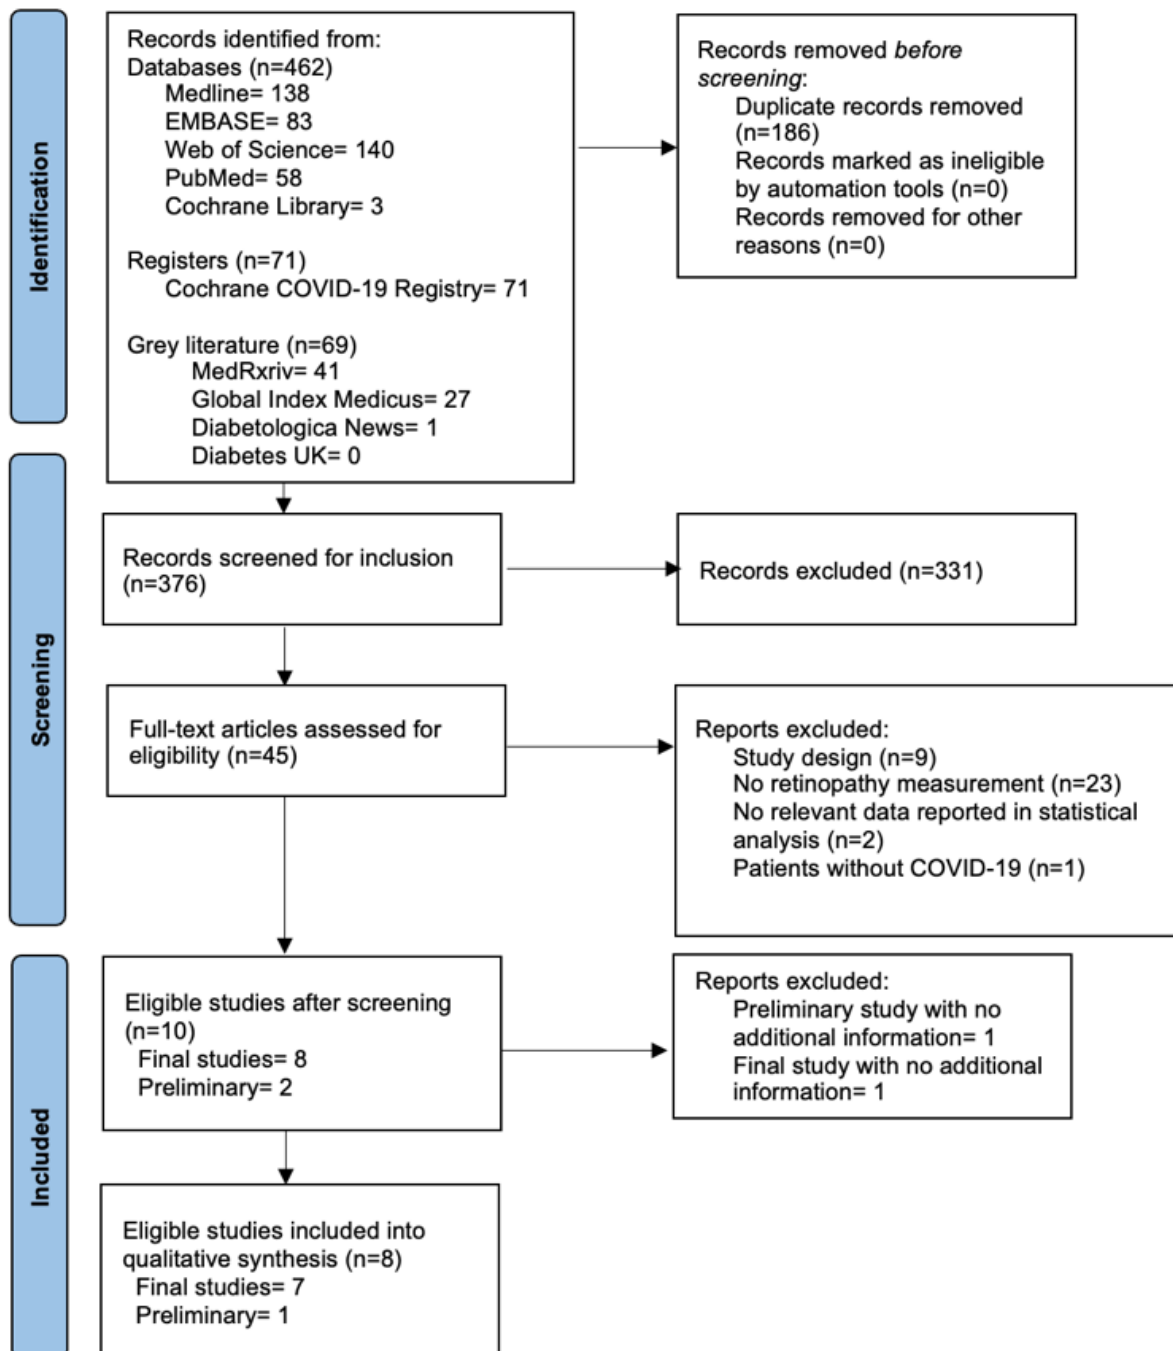 Identification
Records identified from:
Databases (n=462)
Medline= 138
EMBASE= 83
Web of Science= 140
PubMed= 58
Cochrane Library= 3
Registers (n=71)
Cochrane COVID-19 Registry= 71
Grey literature (n=69)
MedRxriv= 41
Global Index Medicus= 27
Diabetologica News= 1
Diabetes UK= 0
Records removed before
screening:
Duplicate records removed
(n=186)
Records marked as ineligible
by automation tools (n=0)
Records removed for other
reasons (n=0)
Screening
Records screened for inclusion
(n=376)
Records excluded (n=331)
Full-text articles assessed for
eligibility (n=45)
Reports excluded:
Study design (n=9)
No retinopathy measurement (n=23)
No relevant data reported in statistical
analysis (n=2)
Patients without COVID-19 (n=1)
Included
Eligible studies after screening
(n=10)
Final studies= 8
Preliminary= 2
Reports excluded:
Preliminary study with no
additional information= 1
Final study with no additional
information= 1
Eligible studies included into
qualitative synthesis (n=8)
Final studies= 7
Preliminary= 1